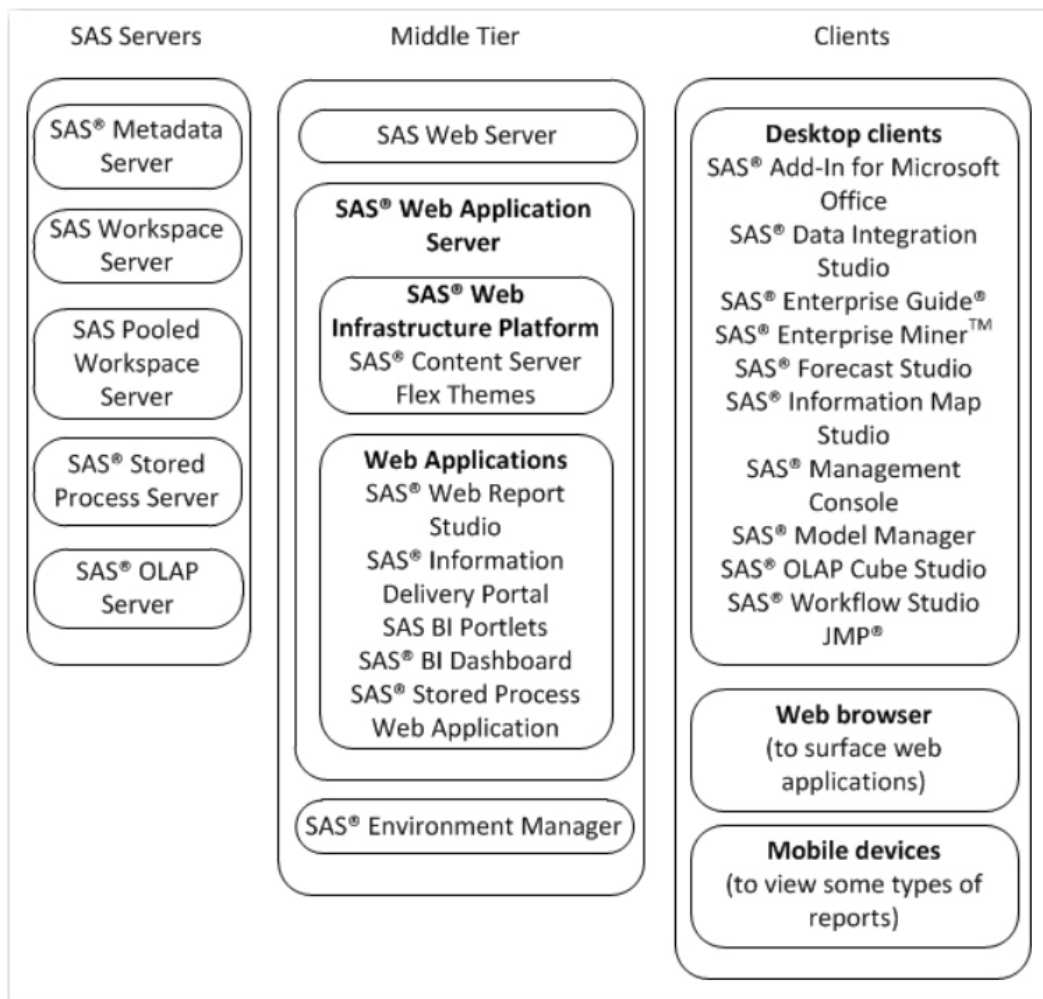 SAS Servers
SAS® Metadata
Server
SAS Workspace
Server
SAS Pooled
Workspace
Server
SAS® Stored
Process Server
SAS® OLAP
Server
Middle Tier
SAS Web Server
SAS® Web Application
Server
SAS® Web
Infrastructure Platform
SAS® Content Server
Flex Themes
Web Applications
SAS® Web Report
Studio
SAS® Information
Delivery Portal
SAS BI Portlets
SAS® BI Dashboard
SAS® Stored Process
Web Application
SAS® Environment Manager
Clients
Desktop clients
SAS® Add-In for Microsoft
Office
SAS® Data Integration
Studio
SAS® Enterprise Guide®
SAS® Enterprise Miner™
SAS® Forecast Studio
SAS® Information Map
Studio
SAS® Management
Console
SAS® Model Manager
SAS® OLAP Cube Studio
SAS® Workflow Studio
JMP®
Web browser
(to surface web
applications)
Mobile devices
(to view some types of
reports)